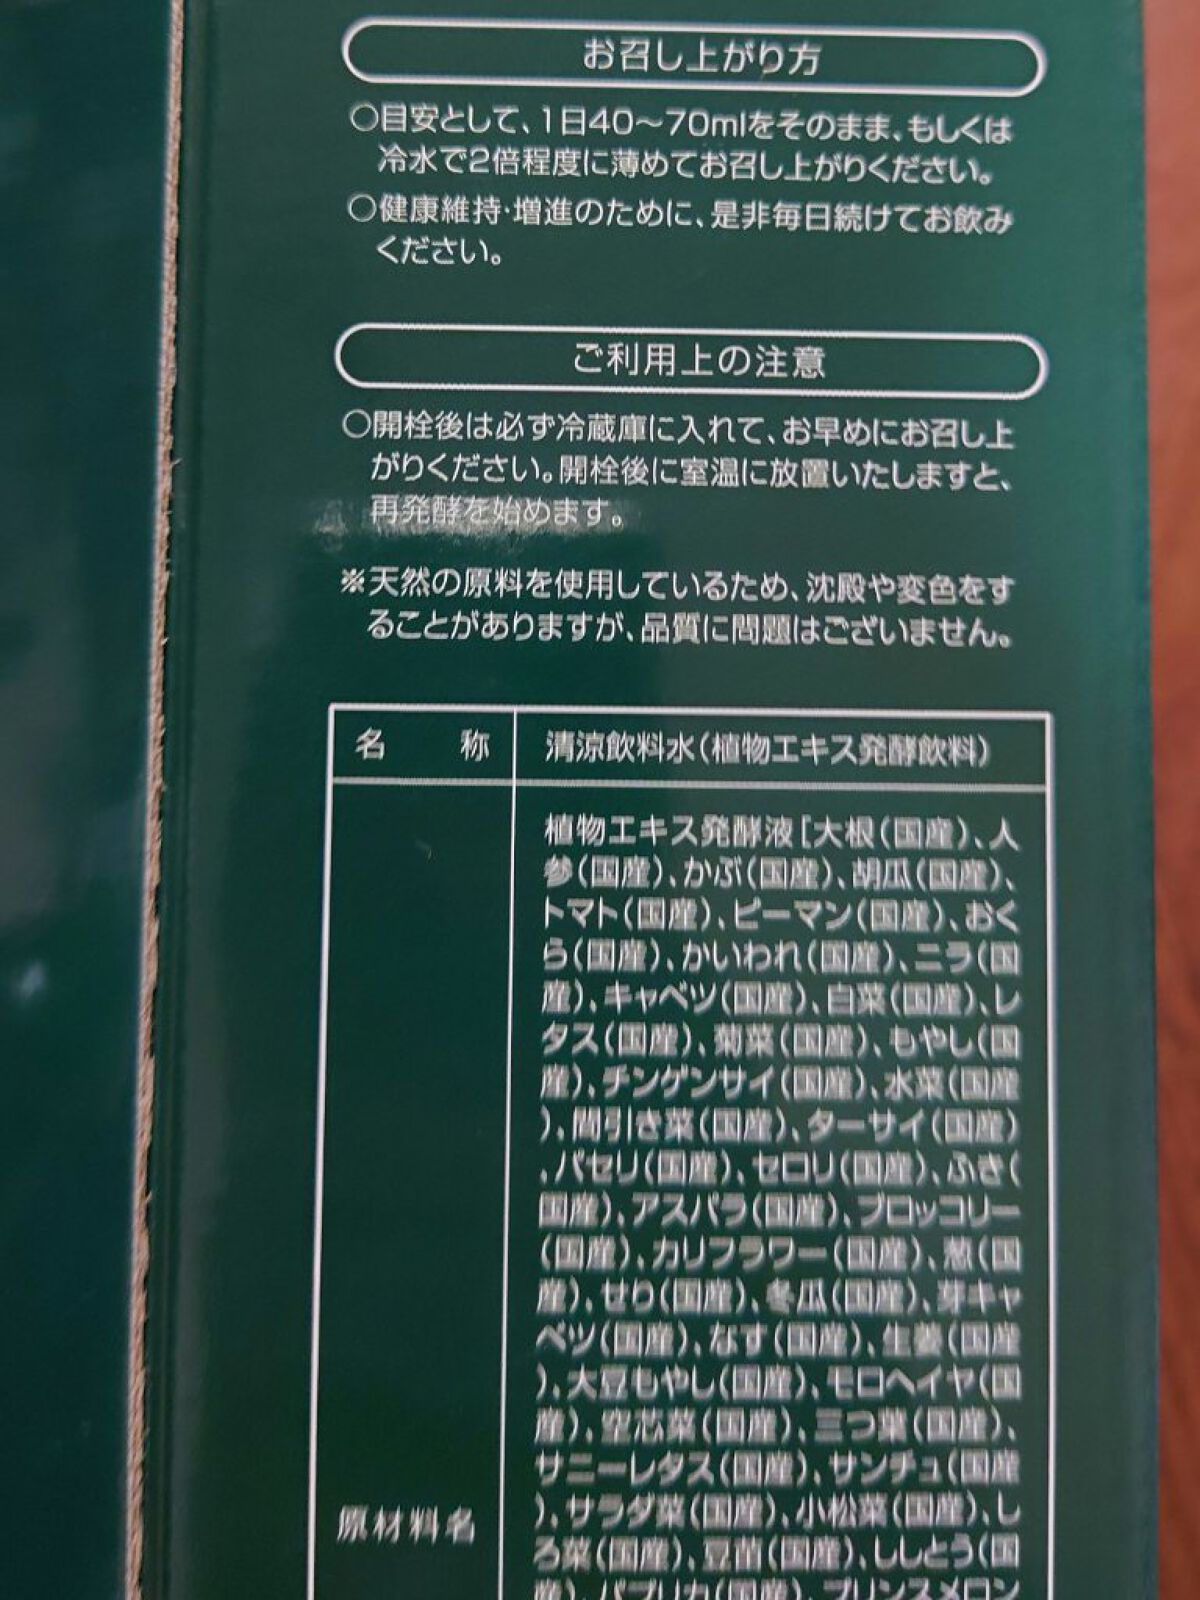 お召し上がり方
○目安として、1日40〜70mlをそのまま、もしくは
冷水で2倍程度に薄めてお召し上がりください。
○健康維持・増進のために、是非毎日続けてお飲み
ください。
ご利用上の注意
○開栓後は必ず冷蔵庫に入れて、お早めにお召し上
がりください。開栓後に室温に放置いたしますと、
再発酵を始めます。
※天然の原料を使用しているため、沈殿や変色をす
ることがありますが、品質に問題はございません。
名 称 清涼飲料水(植物エキス発酵飲料)
原材料名
植物エキス発酵液[大根(国産)、人
参(国産)、かぶ(国産)、胡瓜(国産)、
トマト(国産)、ピーマン(国産)、おく
ら(国産)、かいわれ(国産)、ニラ(国
産)、キャベツ(国産)、白菜(国産)、レ
タス(国産)、菊菜(国産)、もやし(国
産)、チンゲンサイ(国産)、水菜(国産
)、間引き菜(国産)、ターサイ(国産)
、パセリ(国産)、セロリ(国産)、ふき(
国産)、アスパラ(国産)、ブロッコリー
(国産)、カリフラワー(国産)、葱(国
産)、せり(国産)、冬瓜(国産)、芽キャ
ベツ(国産)、なす(国産)、生姜(国産
)、大豆もやし(国産)、モロヘイヤ(国
産)、空芯菜(国産)、三つ葉(国産)、
サニーレタス(国産)、サンチュ(国産
)、サラダ菜(国産)、小松菜(国産)、し
ろ菜(国産)、豆苗(国産)、ししとう(国
産)、パプリカ(国産)、プリンスメロン